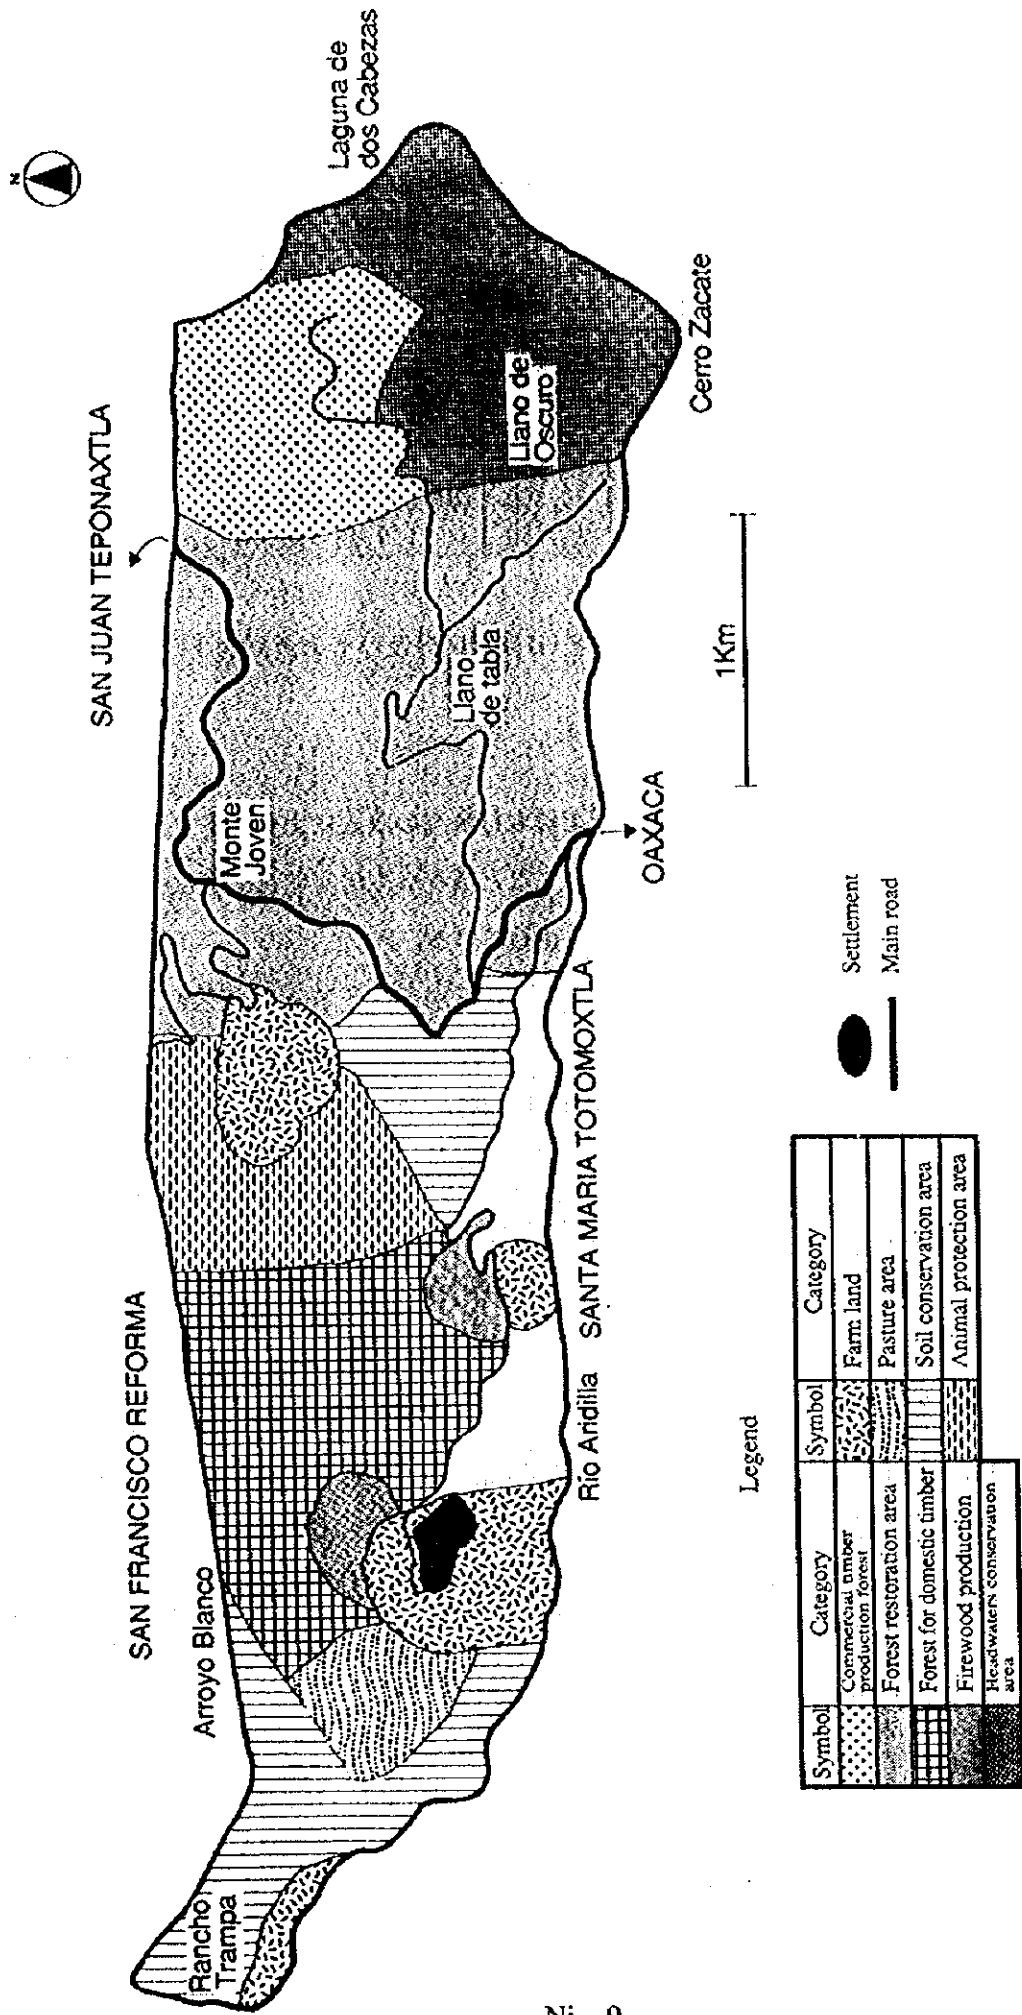 N
SAN FRANCISCO REFORMA
SAN JUAN TEPONAXTLA
Laguna de
dos Cabezas
Arroyo Blanco
Rancho
Trampa
Monte
Joven
Llano
de tabla
Llano de
Oscuro
Cerro Zacate
Rio Aridilla
SANTA MARIA TOTOMOXTLA
OAXACA
1Km
Legend
Symbol Category Symbol Category
Commercial timber
production forest
Farm land
Forest restoration area
Pasture area
Forest for domestic timber
Soil conservation area
Firewood production
Animal protection area
Headwaters conservation
area
Settlement
Main road